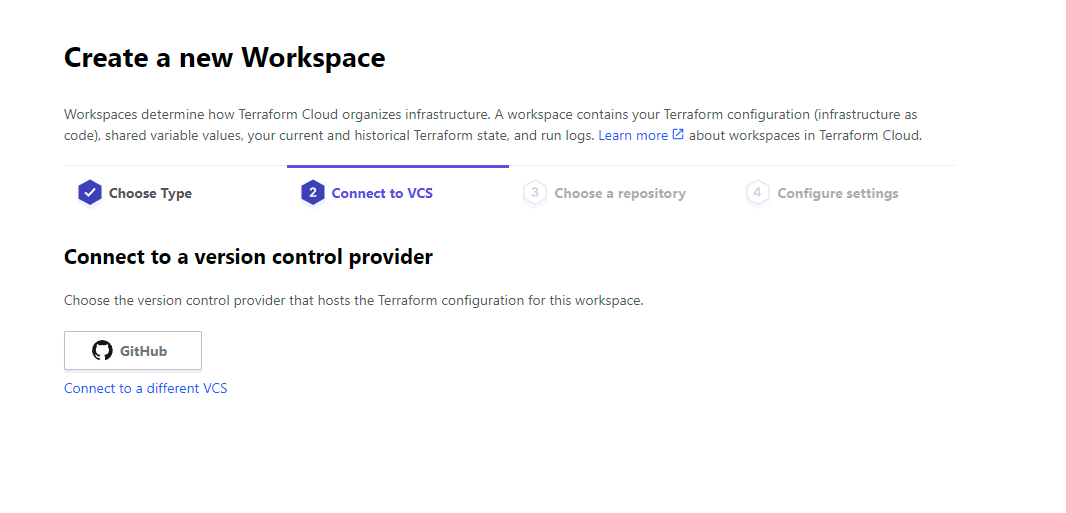 Create a new Workspace
Workspaces determine how Terraform Cloud organizes infrastructure. A workspace contains your Terraform configuration (infrastructure as
code), shared variable values, your current and historical Terraform state, and run logs. Learn more about workspaces in Terraform Cloud.
Choose Type
2 Connect to VCS
3 Choose a repository
4 Configure settings
Connect to a version control provider
Choose the version control provider that hosts the Terraform configuration for this workspace.
GitHub
Connect to a different VCS